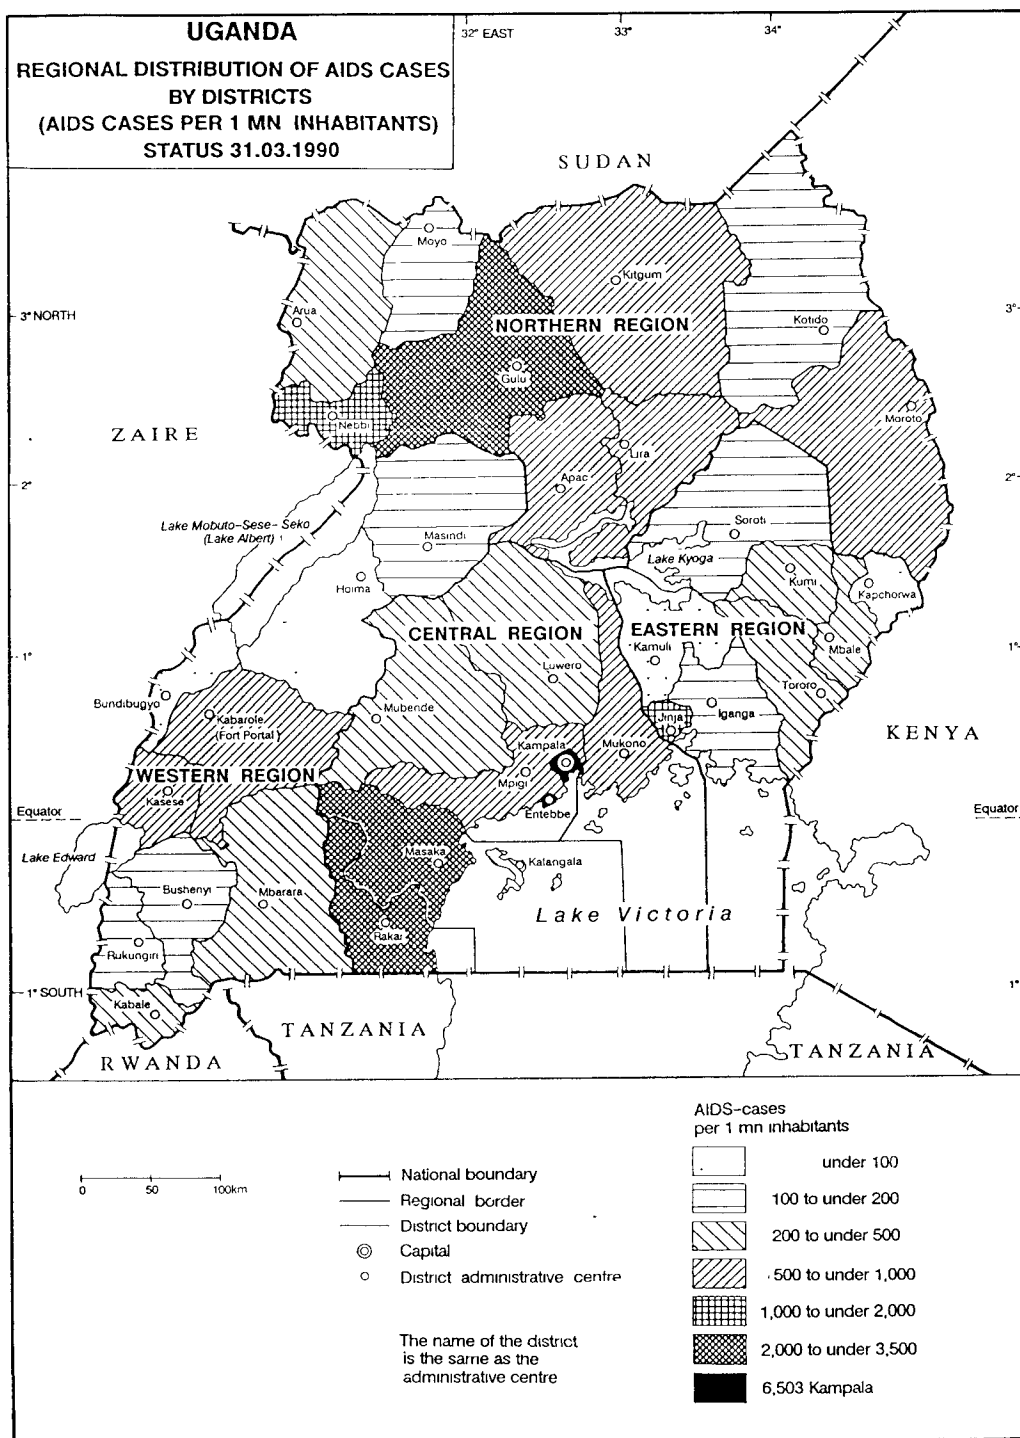 UGANDA
REGIONAL DISTRIBUTION OF AIDS CASES
BY DISTRICTS
(AIDS CASES PER 1 MN INHABITANTS)
STATUS 31.03.1990
32° EAST
33°
34°
SUDAN
Moyo
Kitgum
Arua
3° NORTH
NORTHERN REGION
Kotido
3°
Gulu
Nebbi
Moroto
ZAIRE
Lira
Apac
2°
2°
Lake Mobuto-Sese-Seko
(Lake Albert)
Masindi
Soroti
Lake Kyoga
Hoima
Kumi
Kapchorwa
CENTRAL REGION
EASTERN REGION
1°
Kamuli
Mbale
1°
Luwero
Bundibugyo
Kabarole
(Fort Portal)
Mubende
Tororo
Iganga
Jinja
KENYA
Kampala
Mukono
WESTERN REGION
Mpigi
Kasese
Entebbe
Equator
Equator
Lake Edward
Masaka
Kalangala
Bushenyi
Mbarara
Lake Victoria
Rakai
Rukungiri
1° SOUTH
1°
Kabale
TANZANIA
RWANDA
TANZANIA
AIDS-cases
per 1 mn inhabitants
under 100
100 to under 200
200 to under 500
500 to under 1,000
1,000 to under 2,000
2,000 to under 3,500
6,503 Kampala
0 50 100km
National boundary
Regional border
District boundary
Capital
District administrative centre
The name of the district
is the same as the
administrative centre